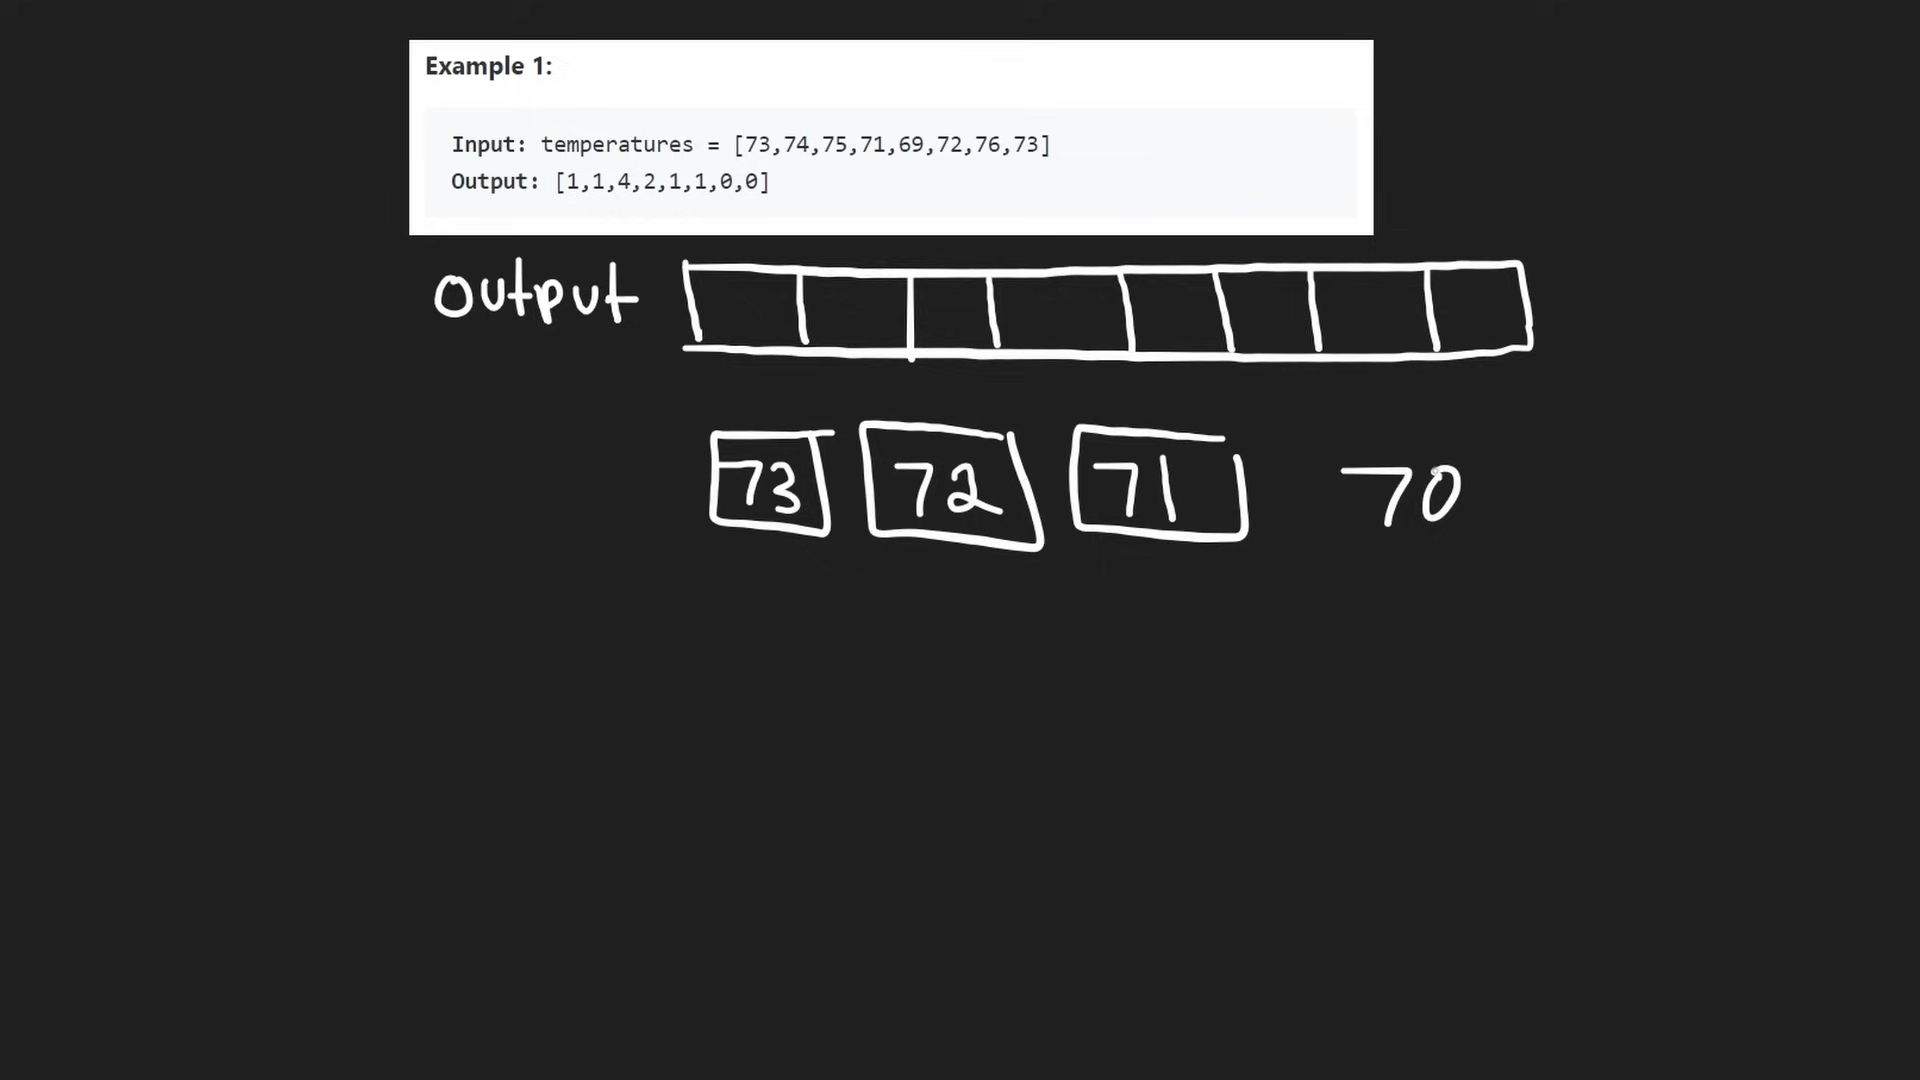 Example 1:
Input: temperatures = [73,74,75,71,69,72,76,73]
Output: [1,1,4,2,1,1,0,0]
output
73 72 71 70